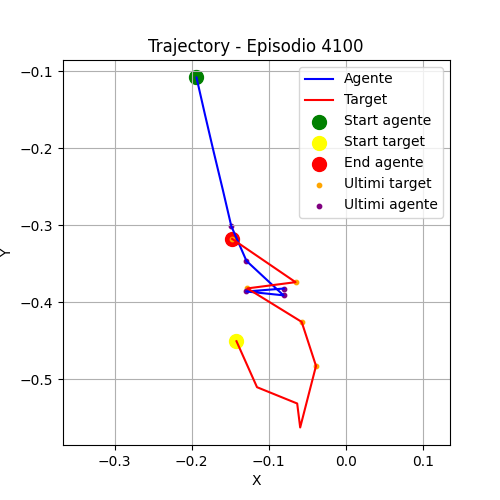 Trajectory - Episodio 4100
Agente
Target
Start agente
Start target
End agente
Ultimi target
Ultimi agente
Y
−0.1
−0.2
−0.3
−0.4
−0.5
−0.3
−0.2
−0.1
0.0
0.1
X